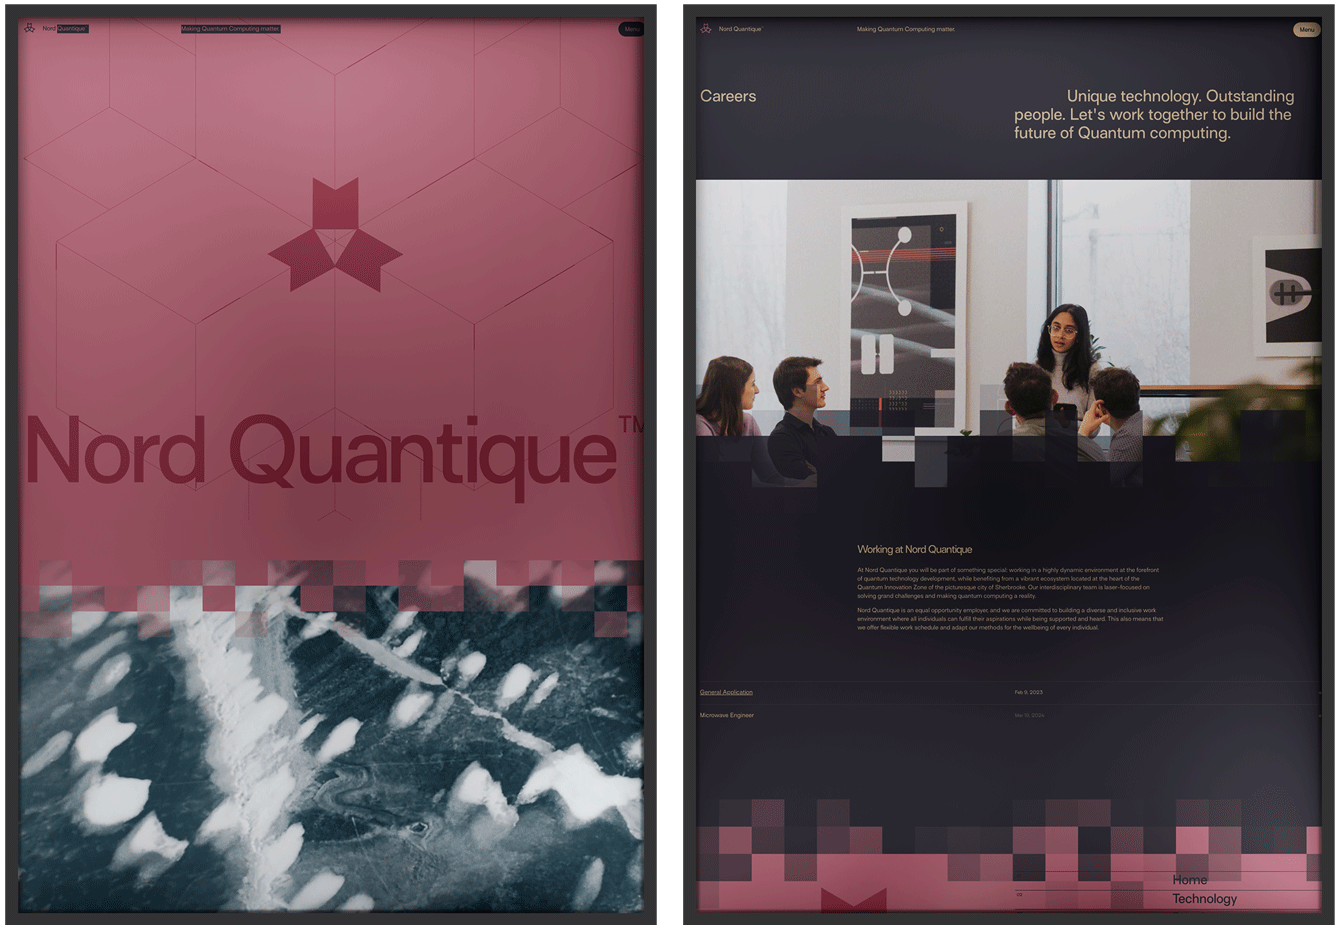 Nord Quantique™
Making Quantum Computing matter.
Menu
Nord Quantique™
Nord Quantique™
Making Quantum Computing matter.
Menu
Careers
Unique technology. Outstanding
people. Let's work together to build the
future of Quantum computing.
Working at Nord Quantique
At Nord Quantique you will be part of something special: working in a highly dynamic environment at the forefront
of quantum technology development, while benefiting from a vibrant ecosystem located at the heart of the
Quantum Innovation Zone of the picturesque city of Sherbrooke. Our interdisciplinary team is laser-focused on
solving grand challenges and making quantum computing a reality.
Nord Quantique is an equal opportunity employer, and we are committed to building a diverse and inclusive work
environment where all individuals can fulfill their aspirations while being supported and heard. This also means that
we offer flexible work schedule and adapt our methods for the wellbeing of every individual.
General Application
Feb 9, 2023
Microwave Engineer
Home
Technology